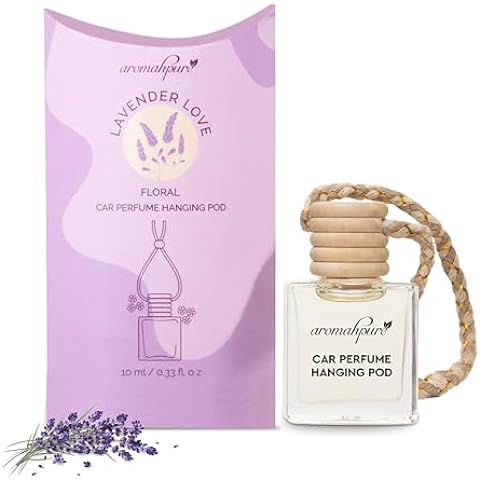 aromahpure
LAVENDER LOVE
FLORAL
CAR PERFUME HANGING POD
10 ml / 0.33 fl. oz
aromahpure
CAR PERFUME
HANGING POD